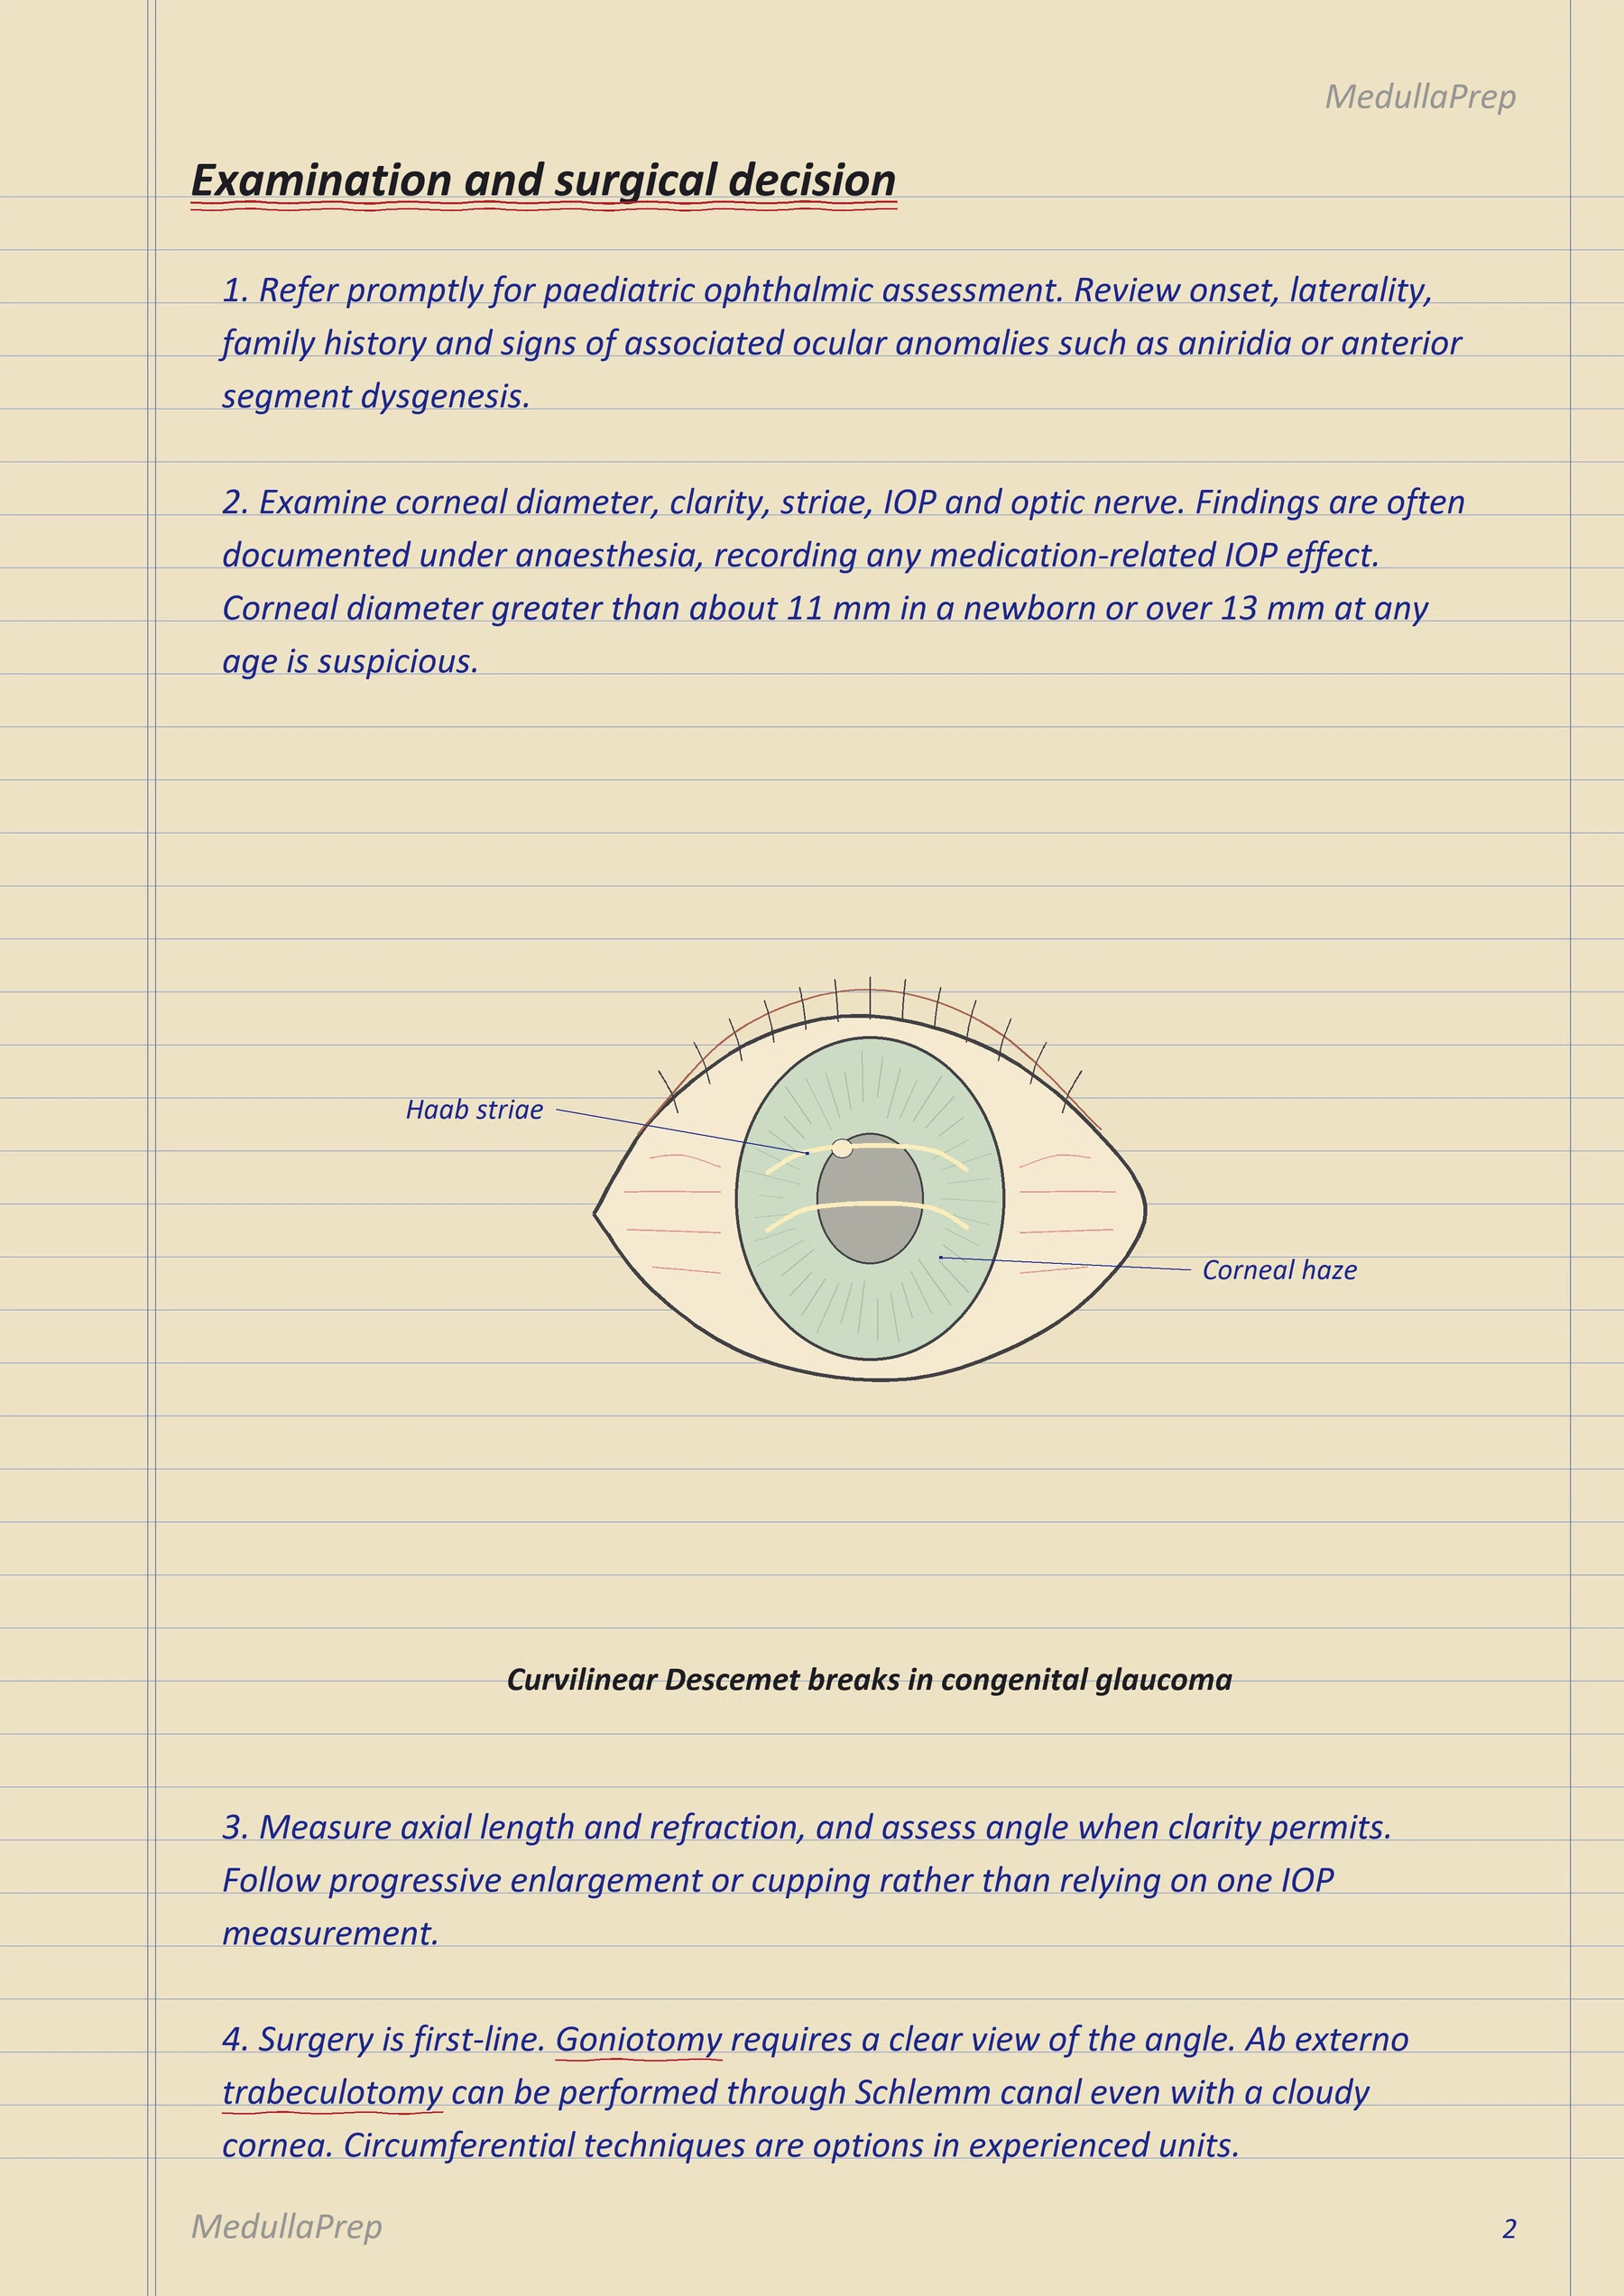 MedullaPrep
Examination and surgical decision
1. Refer promptly for paediatric ophthalmic assessment. Review onset, laterality,
family history and signs of associated ocular anomalies such as aniridia or anterior
segment dysgenesis.
2. Examine corneal diameter, clarity, striae, IOP and optic nerve. Findings are often
documented under anaesthesia, recording any medication-related IOP effect.
Corneal diameter greater than about 11 mm in a newborn or over 13 mm at any
age is suspicious.
Haab striae
Corneal haze
Curvilinear Descemet breaks in congenital glaucoma
3. Measure axial length and refraction, and assess angle when clarity permits.
Follow progressive enlargement or cupping rather than relying on one IOP
measurement.
4. Surgery is first-line. Goniotomy requires a clear view of the angle. Ab externo
trabeculotomy can be performed through Schlemm canal even with a cloudy
cornea. Circumferential techniques are options in experienced units.
MedullaPrep
2